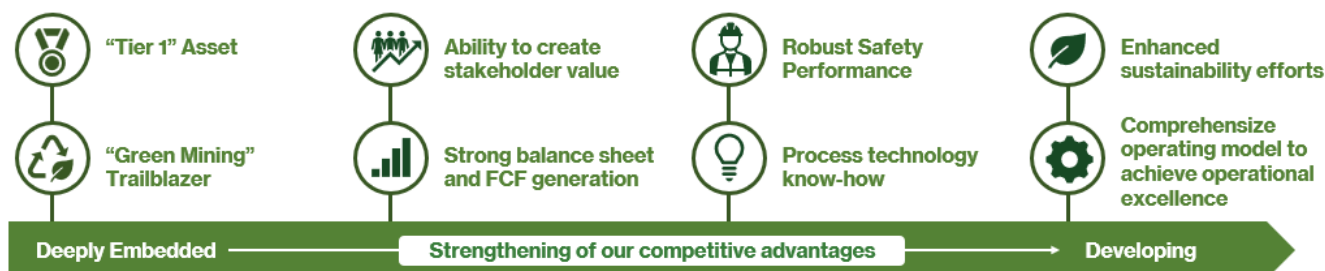 “Tier 1” Asset
“Green Mining”
Trailblazer
Ability to create
stakeholder value
Strong balance sheet
and FCF generation
Robust Safety
Performance
Process technology
know-how
Enhanced
sustainability efforts
Comprehensize
operating model to
achieve operational
excellence
Deeply Embedded
Strengthening of our competitive advantages
Developing